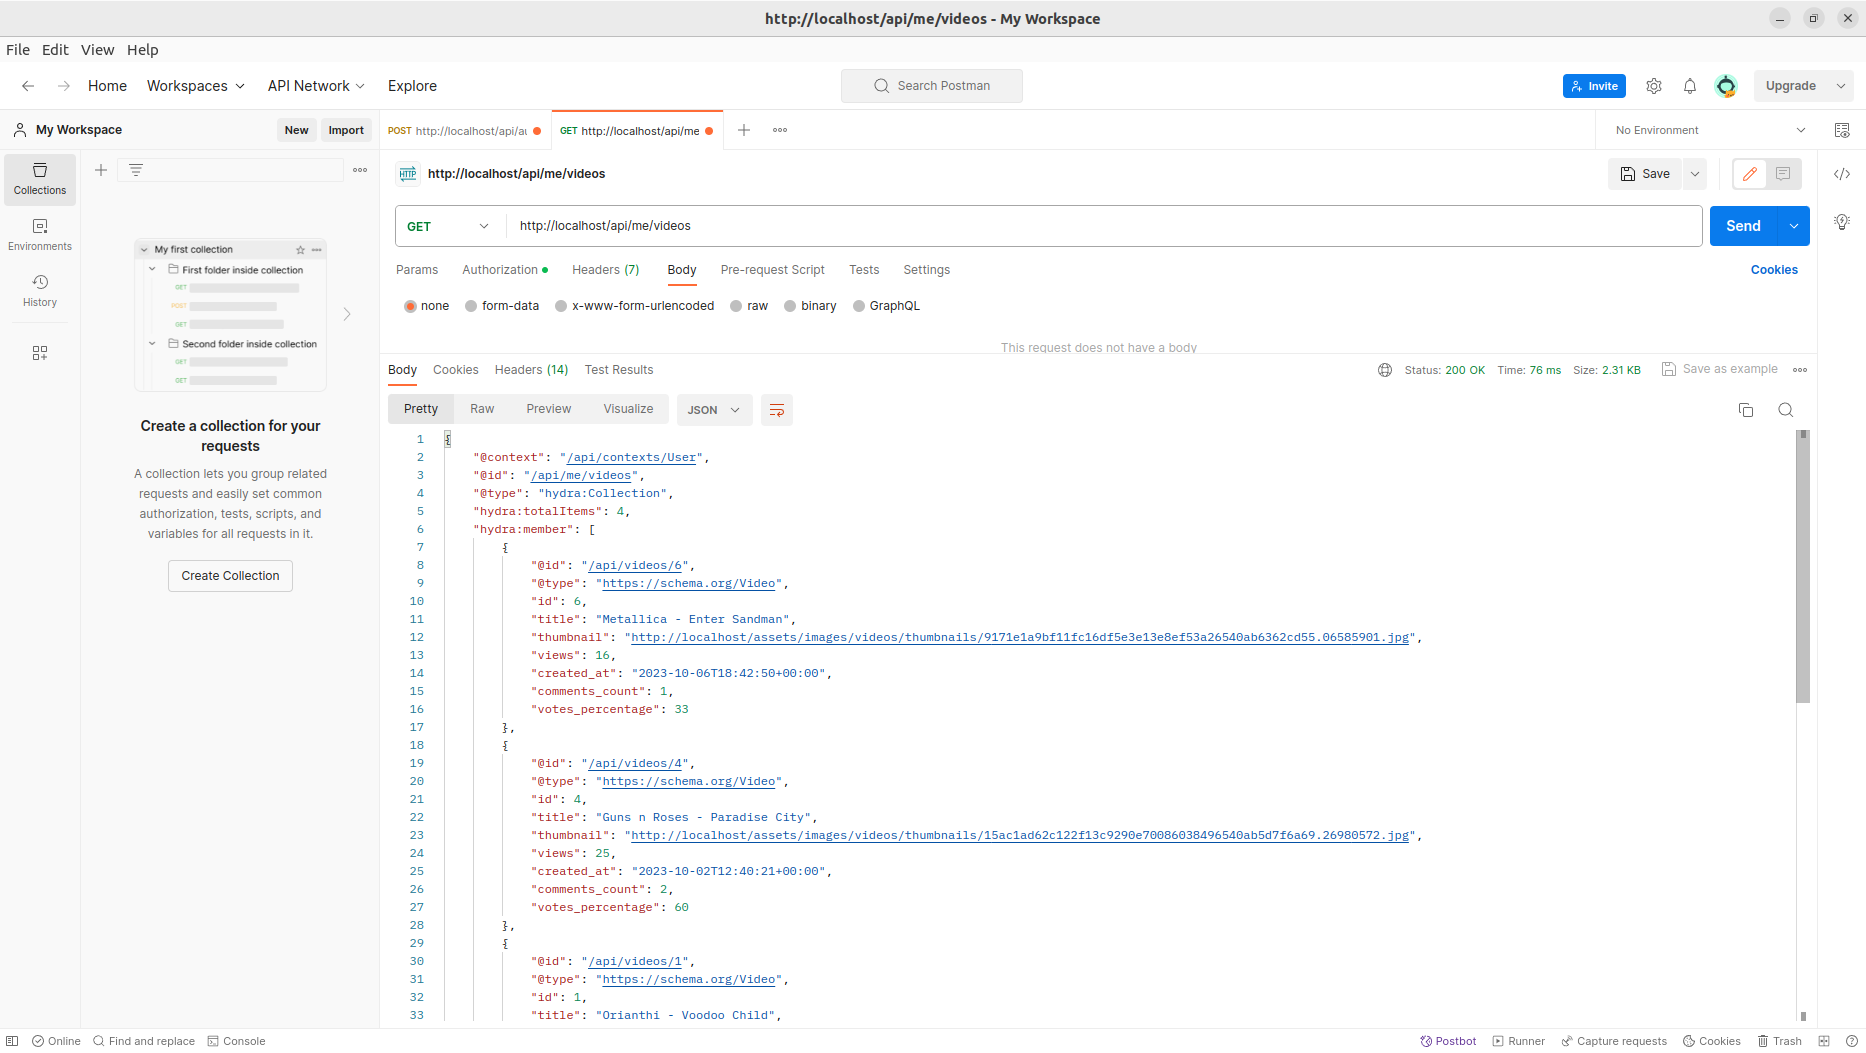 http://localhost/api/me/videos - My Workspace
File Edit View Help
Home Workspaces API Network Explore Search Postman Invite Upgrade
My Workspace New Import POST http://localhost/api/au GET http://localhost/api/me No Environment
Collections
Environments
History
My first collection
First folder inside collection
GET
POST
GET
Second folder inside collection
GET
GET
Create a collection for your
requests
A collection lets you group related
requests and easily set common
authorization, tests, scripts, and
variables for all requests in it.
Create Collection
HTTP http://localhost/api/me/videos Save
GET http://localhost/api/me/videos Send
Params Authorization Headers (7) Body Pre-request Script Tests Settings Cookies
none form-data x-www-form-urlencoded raw binary GraphQL
This request does not have a body
Body Cookies Headers (14) Test Results Status: 200 OK Time: 76 ms Size: 2.31 KB Save as example
Pretty Raw Preview Visualize JSON
1 {
2 "@context": "/api/contexts/User",
3 "@id": "/api/me/videos",
4 "@type": "hydra:Collection",
5 "hydra:totalItems": 4,
6 "hydra:member": [
7 {
8 "@id": "/api/videos/6",
9 "@type": "https://schema.org/Video",
10 "id": 6,
11 "title": "Metallica - Enter Sandman",
12 "thumbnail": "http://localhost/assets/images/videos/thumbnails/9171e1a9bf11fc16df5e3e13e8ef53a26540ab6362cd55.06585901.jpg",
13 "views": 16,
14 "created_at": "2023-10-06T18:42:50+00:00",
15 "comments_count": 1,
16 "votes_percentage": 33
17 },
18 {
19 "@id": "/api/videos/4",
20 "@type": "https://schema.org/Video",
21 "id": 4,
22 "title": "Guns n Roses - Paradise City",
23 "thumbnail": "http://localhost/assets/images/videos/thumbnails/15ac1ad62c122f13c9290e70086038496540ab5d7f6a69.26980572.jpg",
24 "views": 25,
25 "created_at": "2023-10-02T12:40:21+00:00",
26 "comments_count": 2,
27 "votes_percentage": 60
28 },
29 {
30 "@id": "/api/videos/1",
31 "@type": "https://schema.org/Video",
32 "id": 1,
33 "title": "Orianthi - Voodoo Child",
Online Find and replace Console Postbot Runner Capture requests Cookies Trash